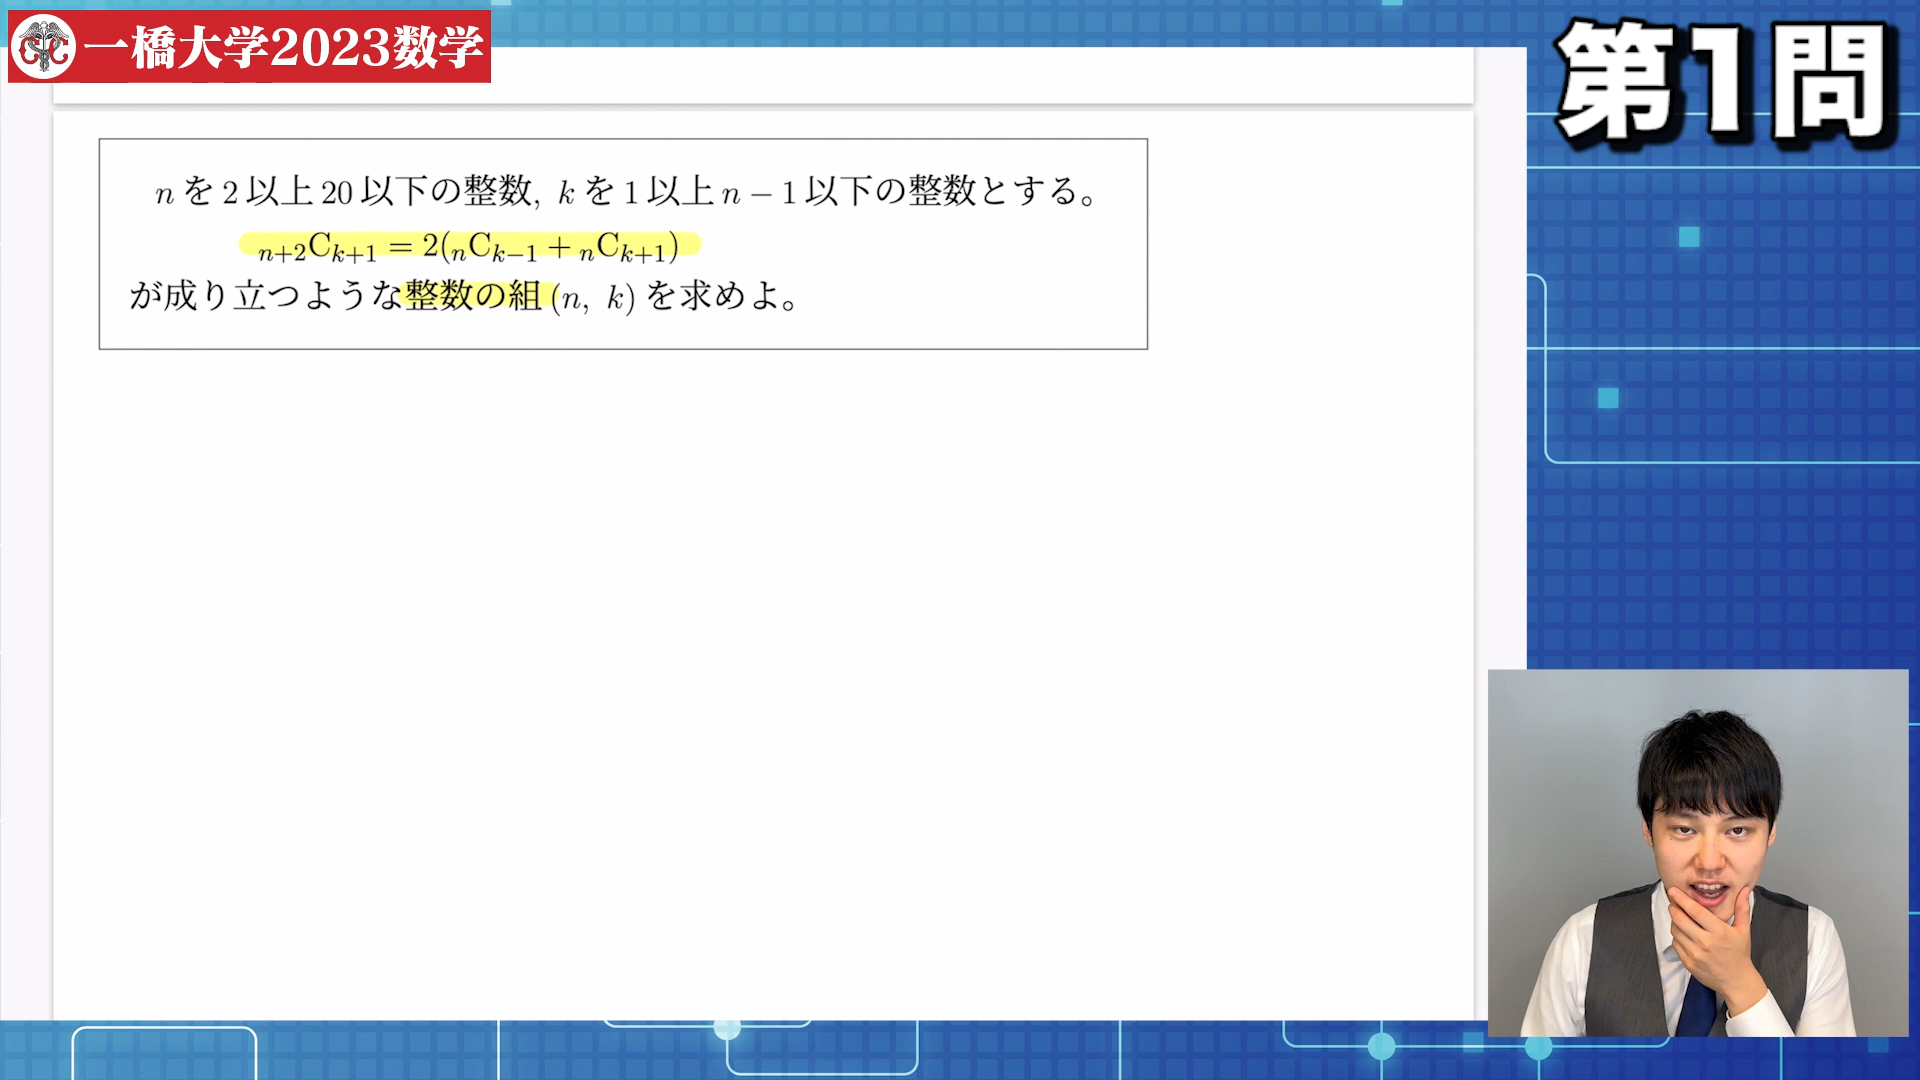 一橋大学2023数学
第1問
nを2以上20以下の整数, kを1以上n−1以下の整数とする。
n+2Ck+1 = 2(nCk−1 + nCk+1)
が成り立つような整数の組(n, k)を求めよ。